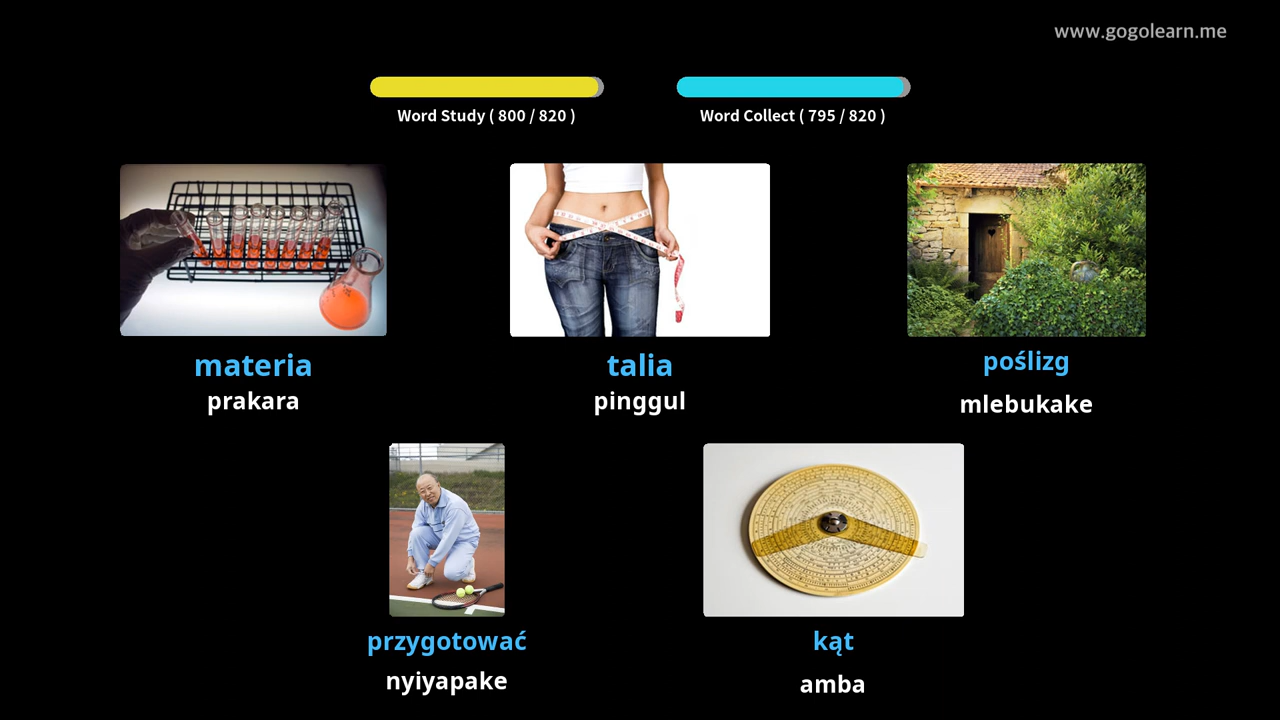 www.gogolearn.me
Word Study ( 800 / 820 )
Word Collect ( 795 / 820 )
materia
prakara
talia
pinggul
poślizg
mlebukake
przygotować
nyiyapake
kąt
amba